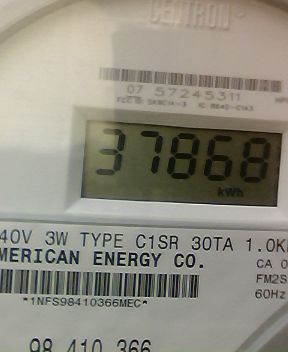 CENTRON
07 57245311
37868
kWh
40V 3W TYPE C1SR 30TA 1.0K
MERICAN ENERGY CO.
CA 0
FM2S
60Hz
*1NFS98410366MEC*
98 410 366